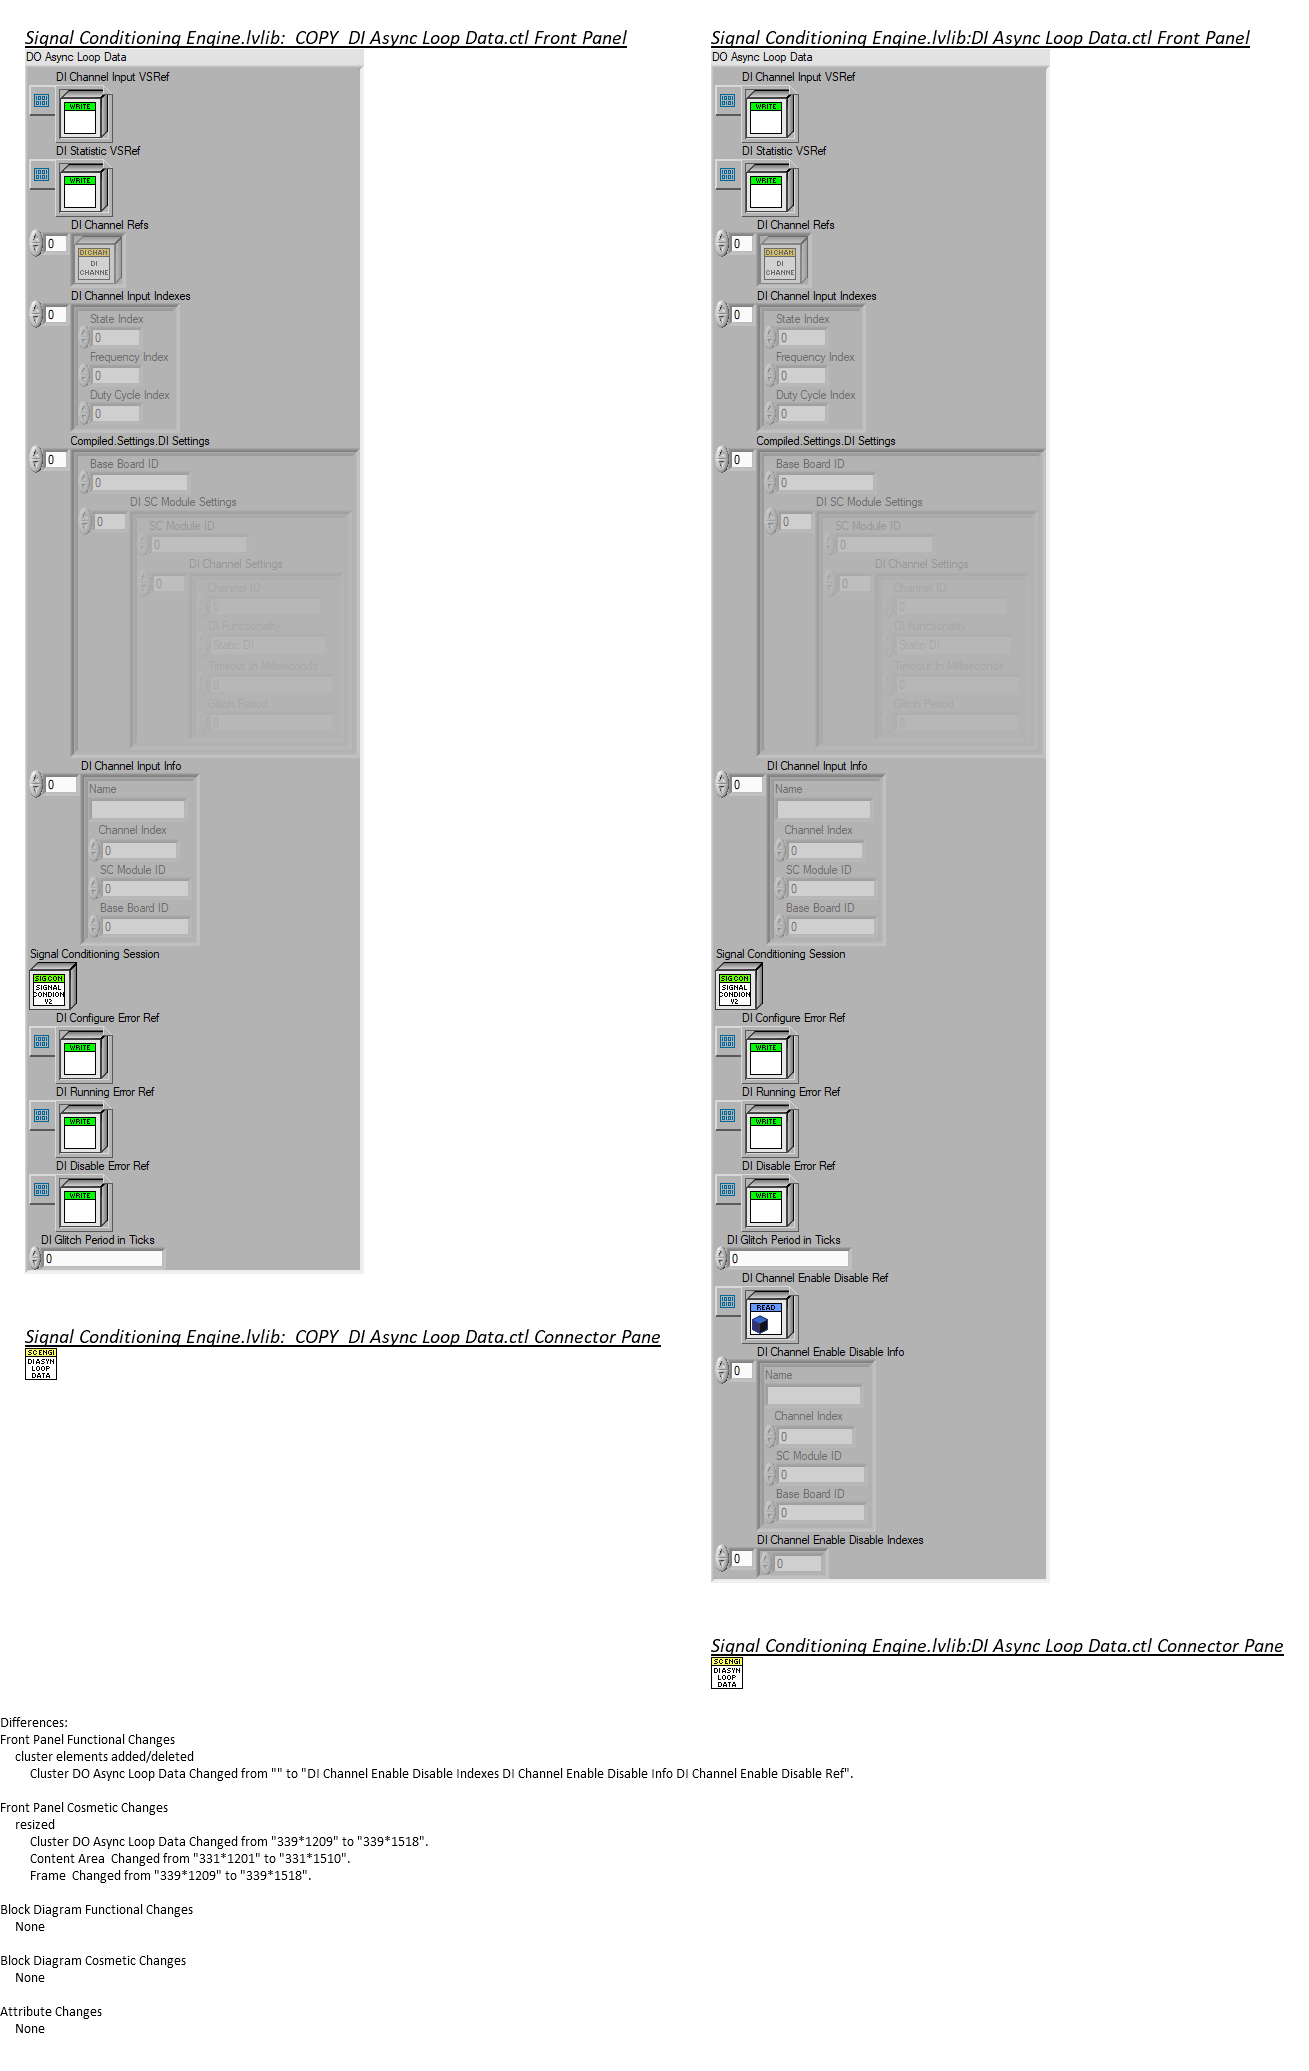 Signal Conditioning Engine.lvlib:_COPY_DI Async Loop Data.ctl Front Panel
DO Async Loop Data
DI Channel Input VSRef
WRITE
DI Statistic VSRef
WRITE
DI Channel Refs
0
DI CHAN
DI
CHANNE
DI Channel Input Indexes
0
State Index
0
Frequency Index
0
Duty Cycle Index
0
Compiled.Settings.DI Settings
0
Base Board ID
0
DI SC Module Settings
0
SC Module ID
0
DI Channel Settings
0
Channel ID
0
DI Functionality
Static DI
Timeout In Milliseconds
0
Glitch Period
0
DI Channel Input Info
0
Name
Channel Index
0
SC Module ID
0
Base Board ID
0
Signal Conditioning Session
SIGCON
SIGNAL
CONDION
V2
DI Configure Error Ref
WRITE
DI Running Error Ref
WRITE
DI Disable Error Ref
WRITE
DI Glitch Period in Ticks
0
Signal Conditioning Engine.lvlib:_COPY_DI Async Loop Data.ctl Connector Pane
SC ENGI
DI ASYN
LOOP
DATA
Signal Conditioning Engine.lvlib:DI Async Loop Data.ctl Front Panel
DO Async Loop Data
DI Channel Input VSRef
WRITE
DI Statistic VSRef
WRITE
DI Channel Refs
0
DI CHAN
DI
CHANNE
DI Channel Input Indexes
0
State Index
0
Frequency Index
0
Duty Cycle Index
0
Compiled.Settings.DI Settings
0
Base Board ID
0
DI SC Module Settings
0
SC Module ID
0
DI Channel Settings
0
Channel ID
0
DI Functionality
Static DI
Timeout In Milliseconds
0
Glitch Period
0
DI Channel Input Info
0
Name
Channel Index
0
SC Module ID
0
Base Board ID
0
Signal Conditioning Session
SIGCON
SIGNAL
CONDION
V2
DI Configure Error Ref
WRITE
DI Running Error Ref
WRITE
DI Disable Error Ref
WRITE
DI Glitch Period in Ticks
0
DI Channel Enable Disable Ref
READ
DI Channel Enable Disable Info
0
Name
Channel Index
0
SC Module ID
0
Base Board ID
0
DI Channel Enable Disable Indexes
0
0
Signal Conditioning Engine.lvlib:DI Async Loop Data.ctl Connector Pane
SC ENGI
DI ASYN
LOOP
DATA
Differences:
Front Panel Functional Changes
cluster elements added/deleted
Cluster DO Async Loop Data Changed from "" to "DI Channel Enable Disable Indexes DI Channel Enable Disable Info DI Channel Enable Disable Ref".
Front Panel Cosmetic Changes
resized
Cluster DO Async Loop Data Changed from "339*1209" to "339*1518".
Content Area  Changed from "331*1201" to "331*1510".
Frame  Changed from "339*1209" to "339*1518".
Block Diagram Functional Changes
None
Block Diagram Cosmetic Changes
None
Attribute Changes
None